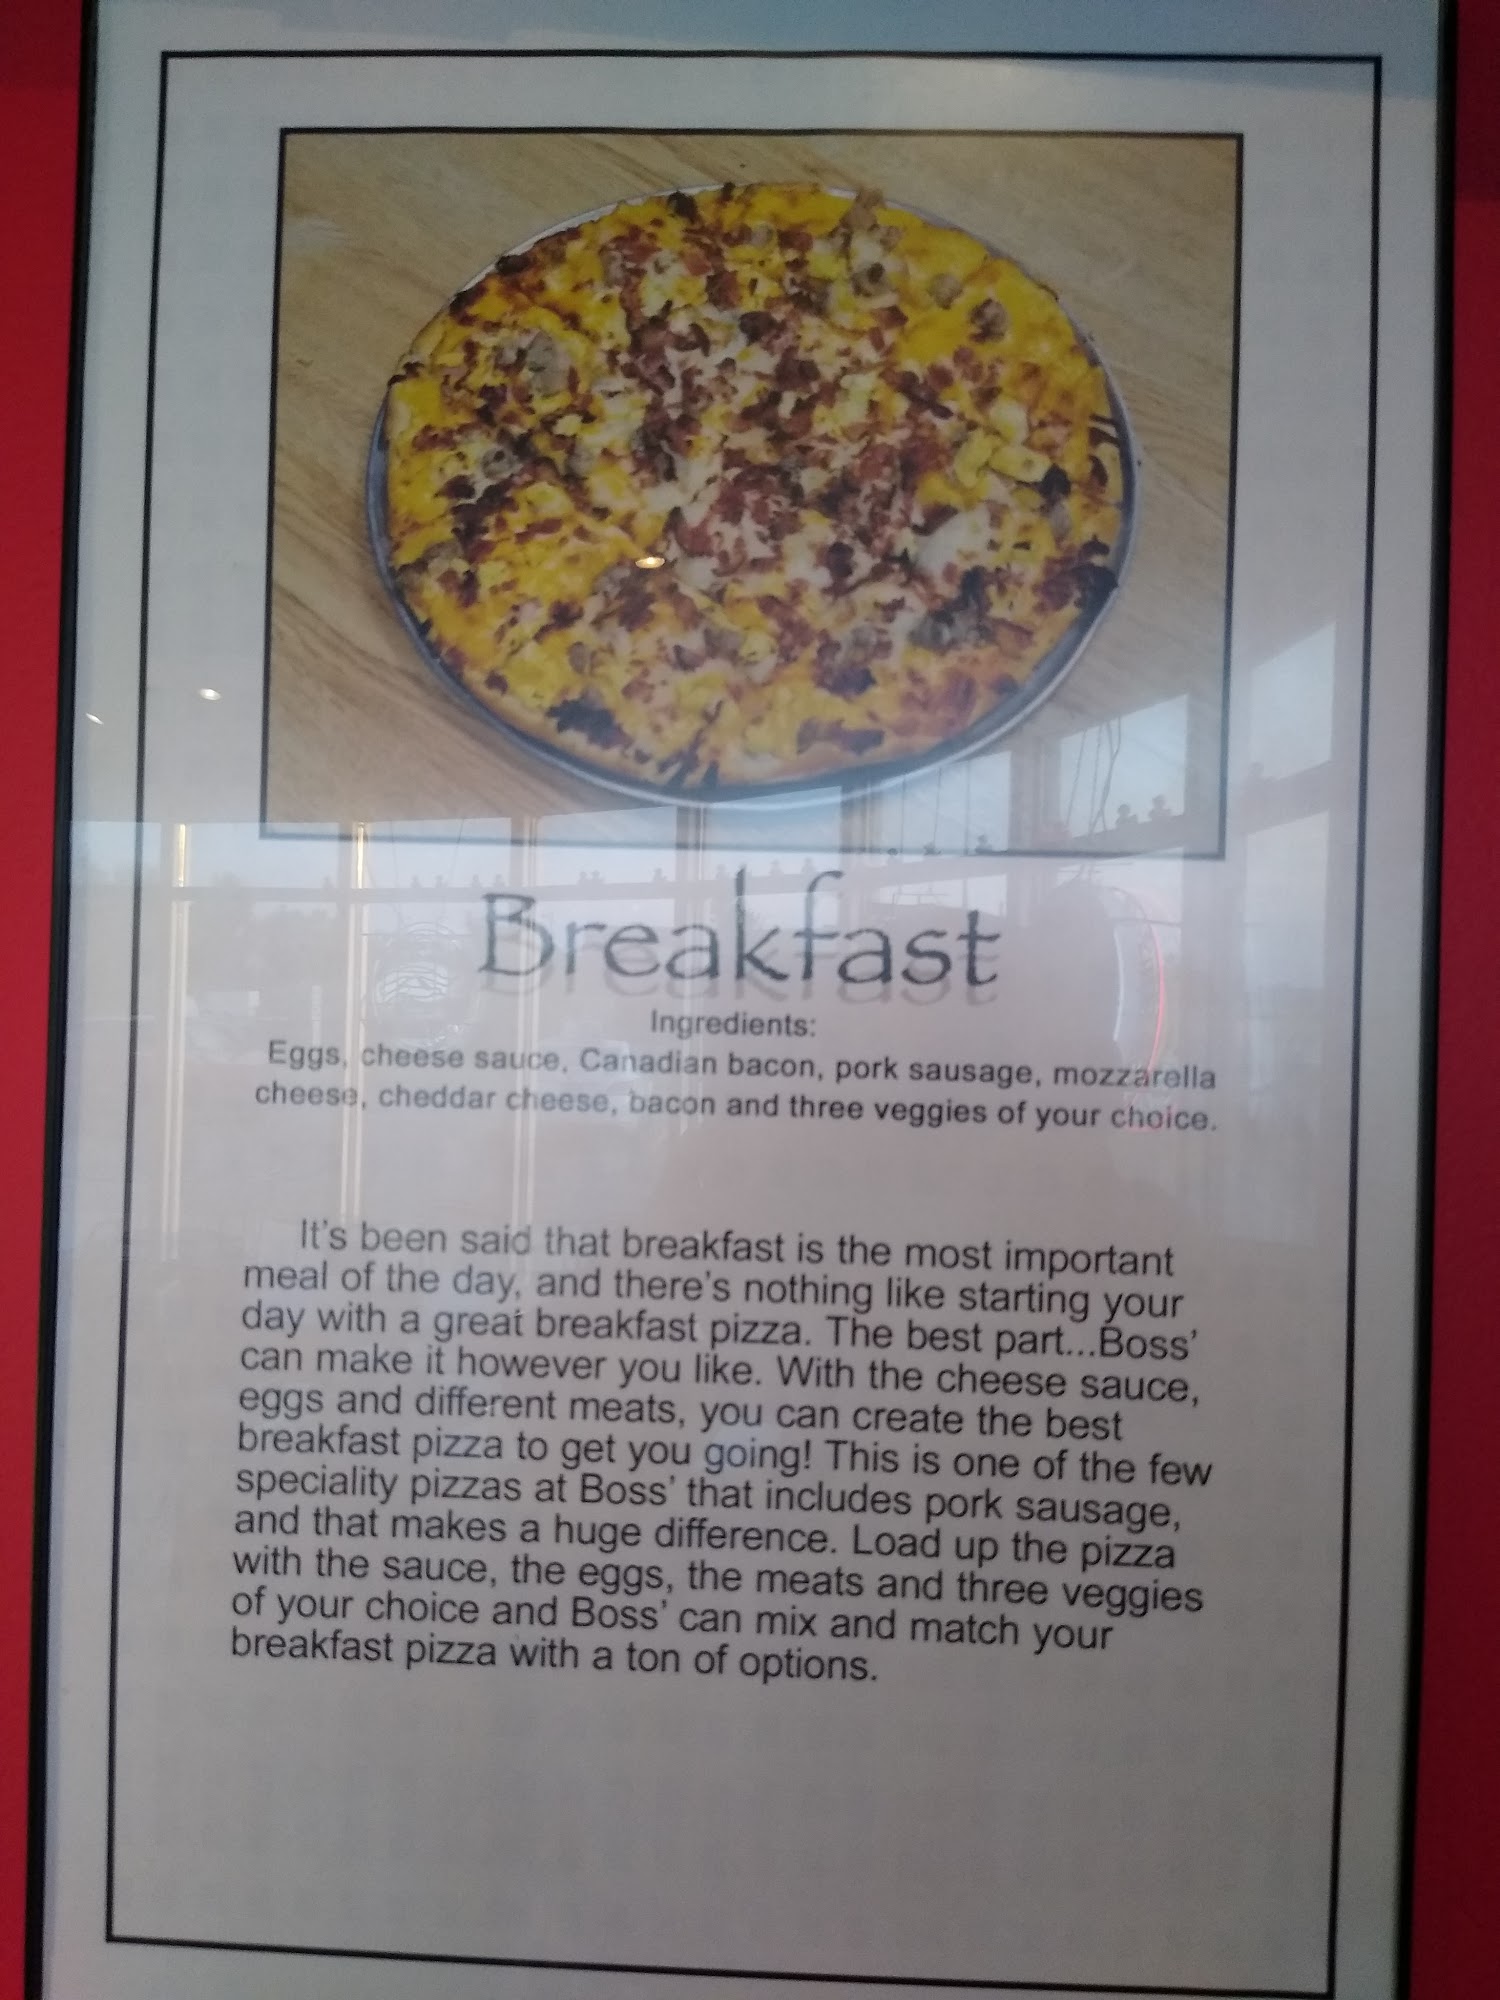 Breakfast
Ingredients:
Eggs, cheese sauce, Canadian bacon, pork sausage, mozzarella
cheese, cheddar cheese, bacon and three veggies of your choice.
It's been said that breakfast is the most important
meal of the day, and there's nothing like starting your
day with a great breakfast pizza. The best part...Boss'
can make it however you like. With the cheese sauce,
eggs and different meats, you can create the best
breakfast pizza to get you going! This is one of the few
speciality pizzas at Boss' that includes pork sausage,
and that makes a huge difference. Load up the pizza
with the sauce, the eggs, the meats and three veggies
of your choice and Boss' can mix and match your
breakfast pizza with a ton of options.